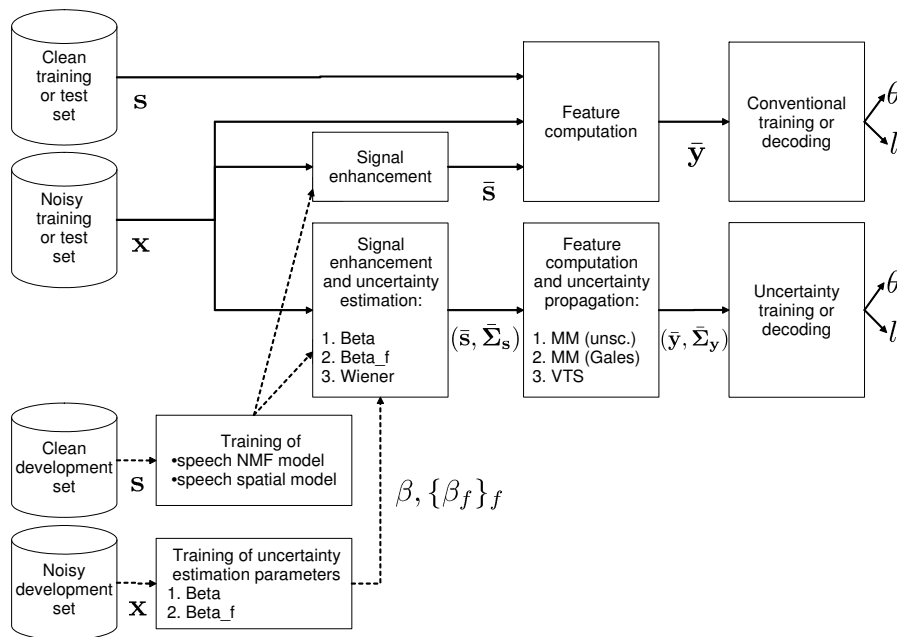 Clean
training
or test
set
s
Feature
computation
ȳ
Conventional
training or
decoding
θ
l
Signal
enhancement
s̄
Noisy
training
or test
set
x
Signal
enhancement
and uncertainty
estimation:
1. Beta
2. Beta_f
3. Wiener
(s̄, Σ̄ₛ)
Feature
computation
and uncertainty
propagation:
1. MM (unsc.)
2. MM (Gales)
3. VTS
(ȳ, Σ̄_y)
Uncertainty
training or
decoding
θ
l
Clean
development
set
s
Training of
•speech NMF model
•speech spatial model
β, {β_f}_f
Noisy
development
set
x
Training of uncertainty
estimation parameters
1. Beta
2. Beta_f